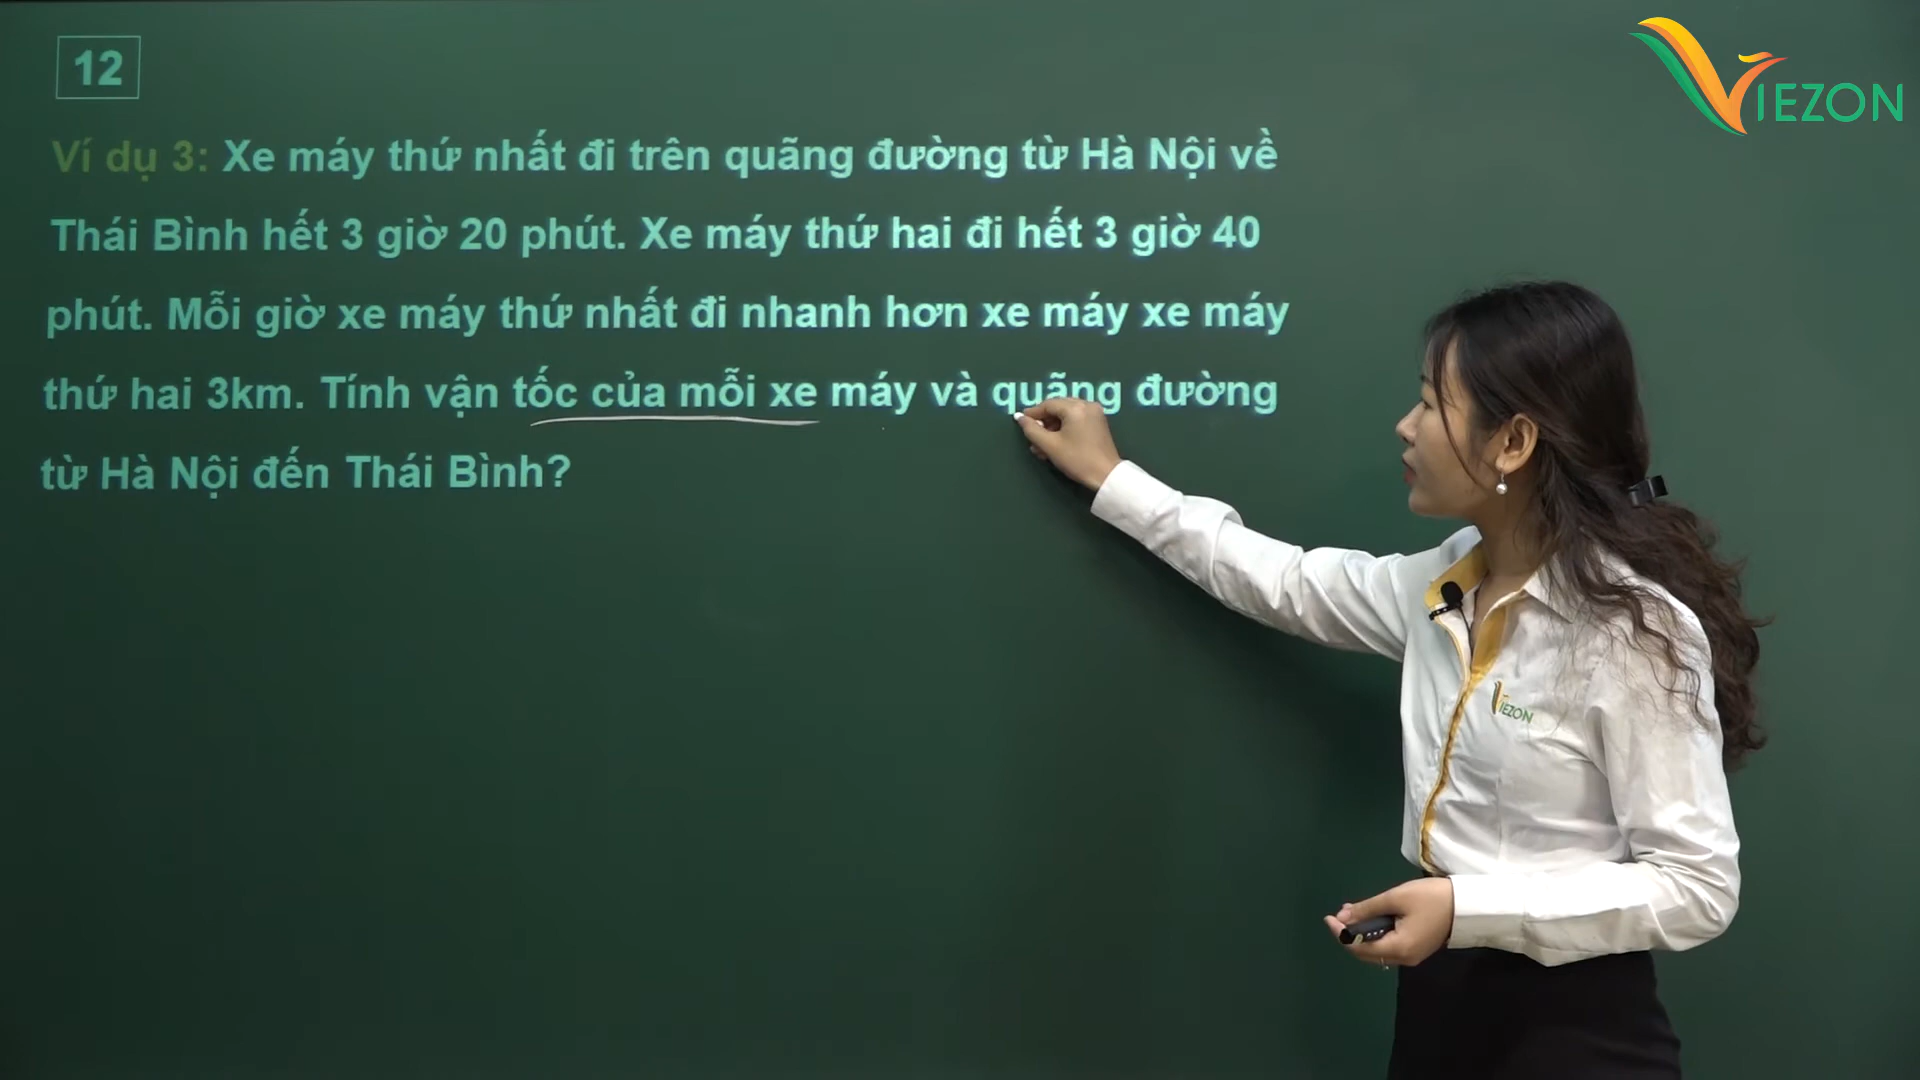 12
VIEZON
Ví dụ 3: Xe máy thứ nhất đi trên quãng đường từ Hà Nội về
Thái Bình hết 3 giờ 20 phút. Xe máy thứ hai đi hết 3 giờ 40
phút. Mỗi giờ xe máy thứ nhất đi nhanh hơn xe máy xe máy
thứ hai 3km. Tính vận tốc của mỗi xe máy và quãng đường
từ Hà Nội đến Thái Bình?
VIEZON